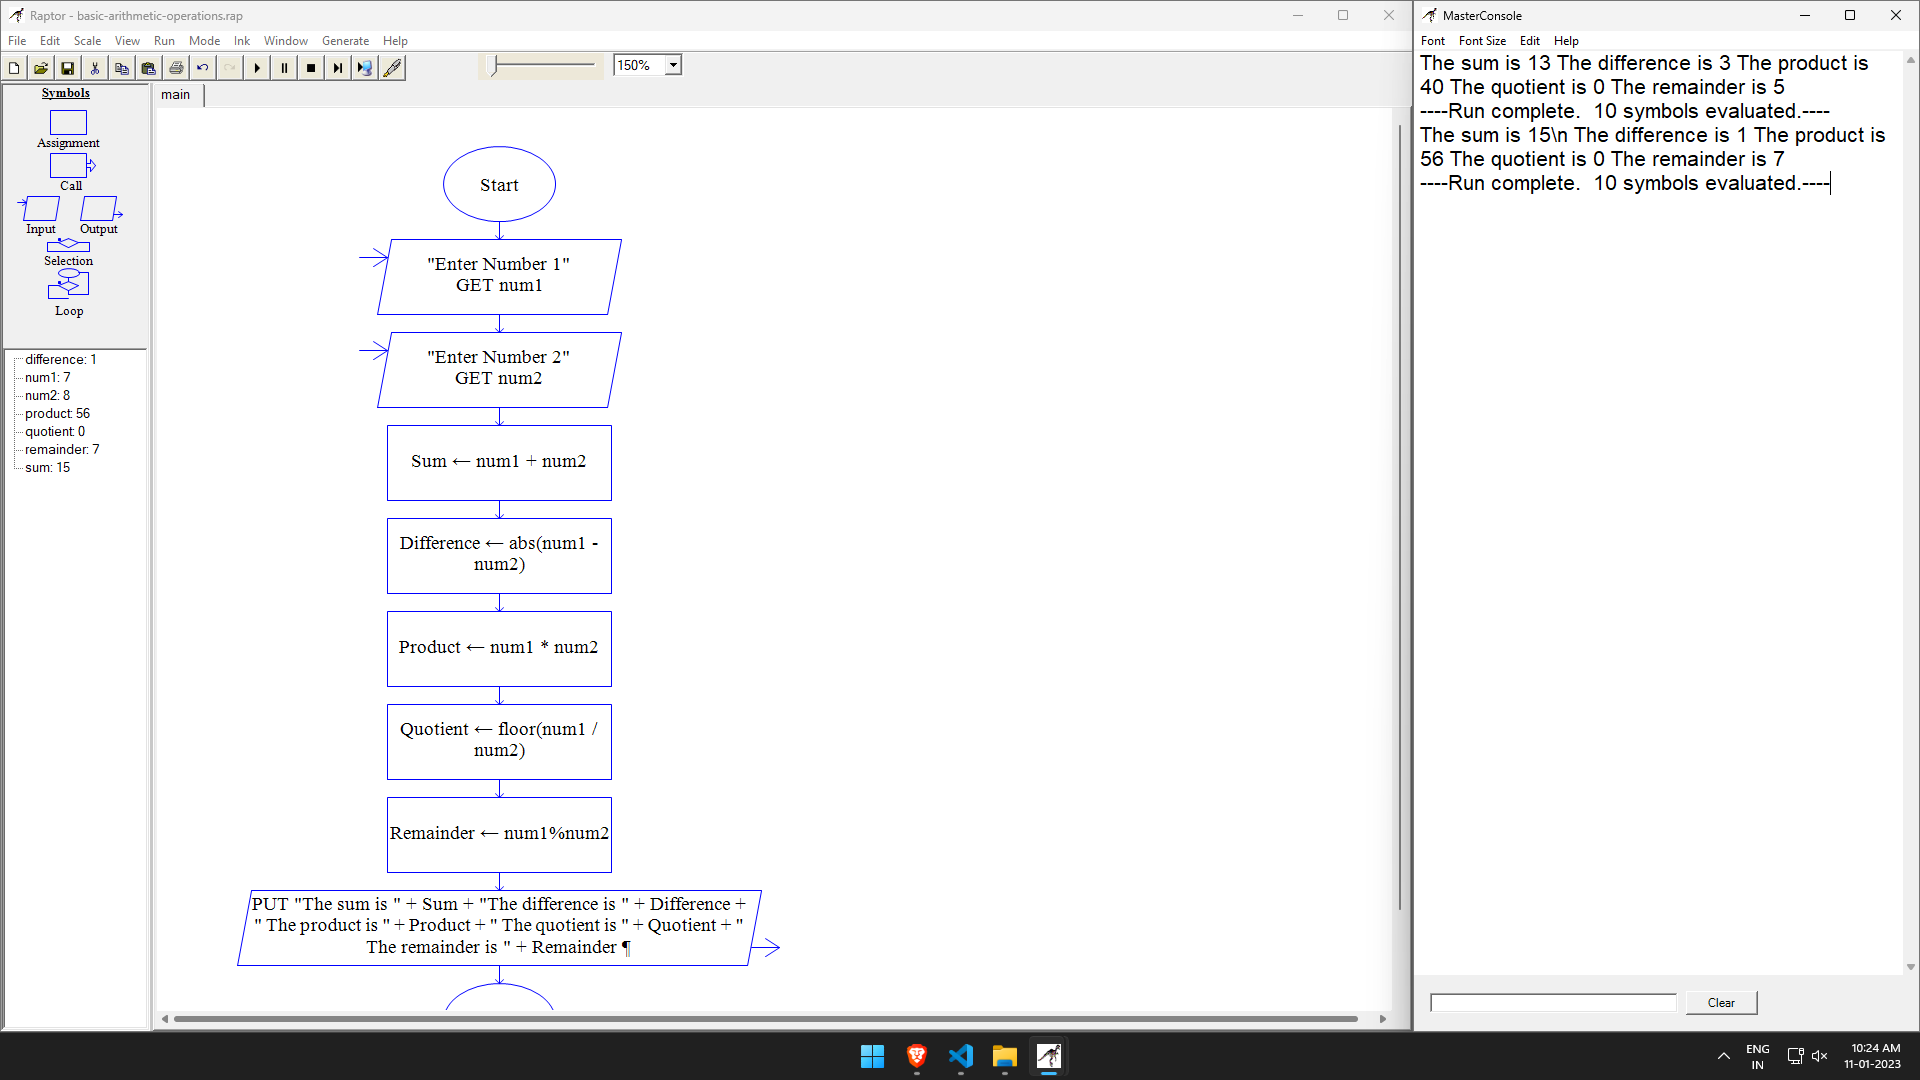 Raptor - basic-arithmetic-operations.rap
File Edit Scale View Run Mode Ink Window Generate Help
150%
Symbols
Assignment
Call
Input Output
Selection
Loop
difference: 1
num1: 7
num2: 8
product: 56
quotient: 0
remainder: 7
sum: 15
main
Start
"Enter Number 1"
GET num1
"Enter Number 2"
GET num2
Sum ← num1 + num2
Difference ← abs(num1 -
num2)
Product ← num1 * num2
Quotient ← floor(num1 /
num2)
Remainder ← num1%num2
PUT "The sum is " + Sum + "The difference is " + Difference +
" The product is " + Product + " The quotient is " + Quotient + "
The remainder is " + Remainder ¶
MasterConsole
Font Font Size Edit Help
The sum is 13 The difference is 3 The product is
40 The quotient is 0 The remainder is 5
----Run complete.  10 symbols evaluated.----
The sum is 15\n The difference is 1 The product is
56 The quotient is 0 The remainder is 7
----Run complete.  10 symbols evaluated.----
Clear
ENG
IN
10:24 AM
11-01-2023